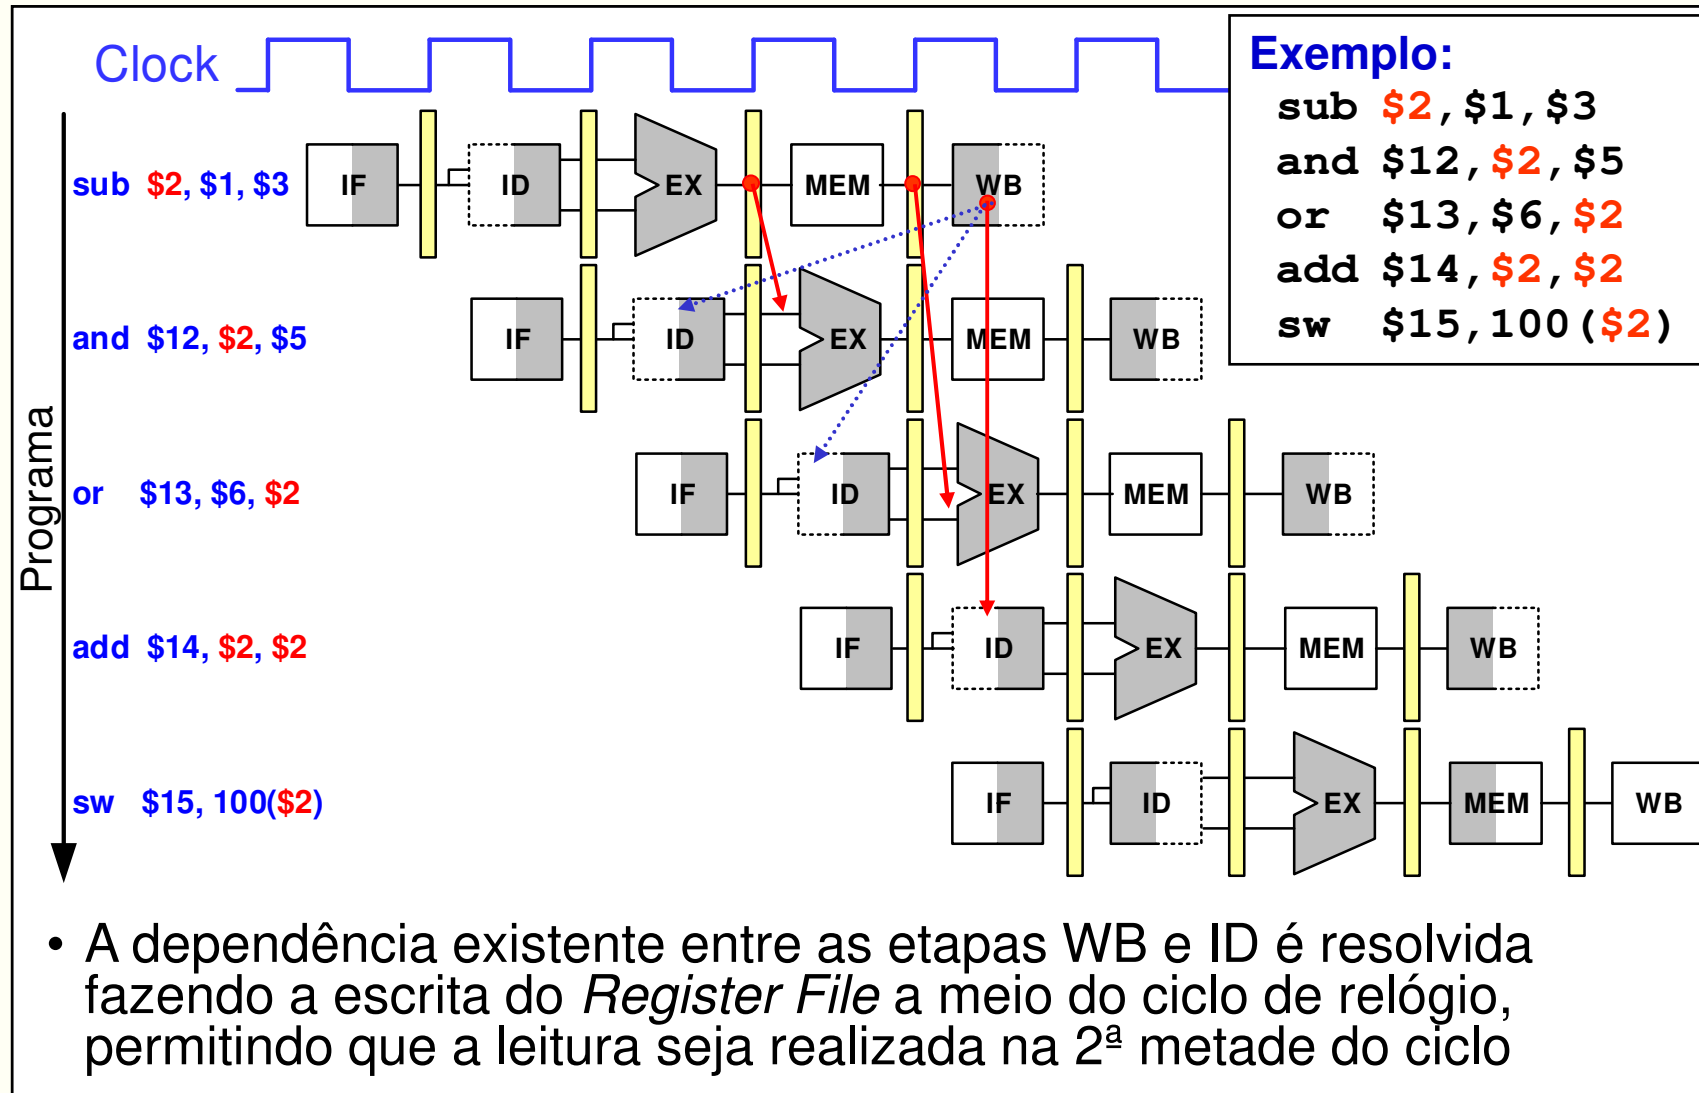 Clock
Exemplo:
sub $2,$1,$3
and $12,$2,$5
or $13,$6,$2
add $14,$2,$2
sw $15,100($2)
Programa
sub $2, $1, $3
IF ID EX MEM WB
and $12, $2, $5
IF ID EX MEM WB
or $13, $6, $2
IF ID EX MEM WB
add $14, $2, $2
IF ID EX MEM WB
sw $15, 100($2)
IF ID EX MEM WB
• A dependência existente entre as etapas WB e ID é resolvida
fazendo a escrita do Register File a meio do ciclo de relógio,
permitindo que a leitura seja realizada na 2ª metade do ciclo